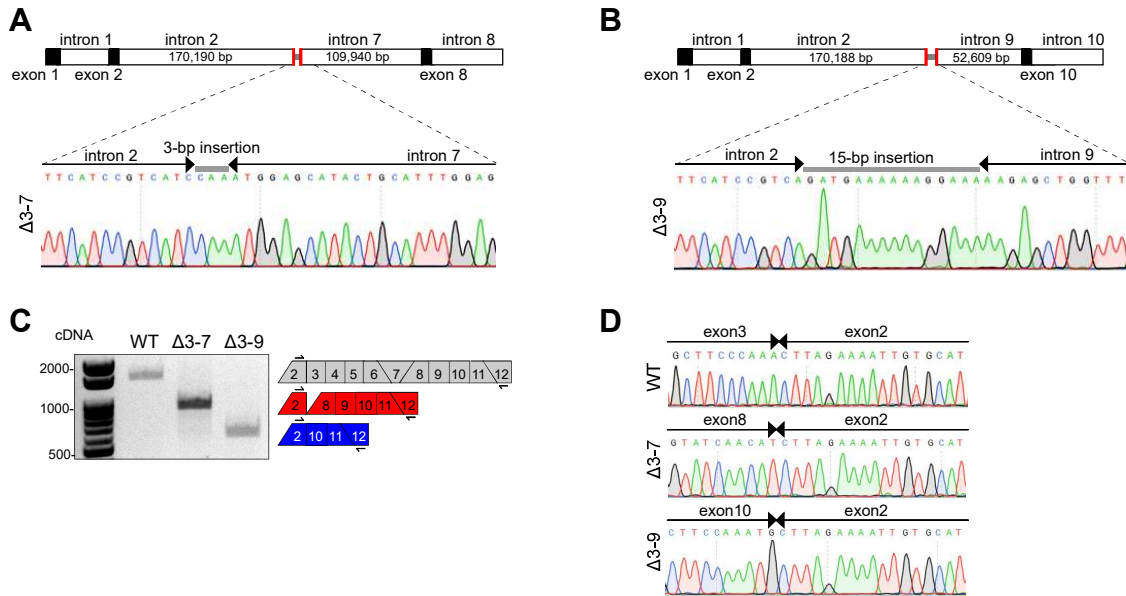 A
intron 1 intron 2 intron 7 intron 8
170,190 bp 109,940 bp
exon 1 exon 2 exon 8
3-bp insertion
intron 2 intron 7
TTCATCCGTCATCCAAATGGAGCATACTGCATTTGGAG
Δ3-7
B
intron 1 intron 2 intron 9 intron 10
170,188 bp 52,609 bp
exon 1 exon 2 exon 10
intron 2 15-bp insertion intron 9
TTCATCCGTCAGATGAAAAAAAGGAAAAAGAGCTGGTTT
Δ3-9
C
cDNA WT Δ3-7 Δ3-9
2000
1000
500
2 3 4 5 6 7 8 9 10 11 12
2 8 9 10 11 12
2 10 11 12
D
exon3 exon2
GCTTCCCAAACTTAGAAAATTGTGCAT
WT
exon8 exon2
GTATCAACATCTTAGAAAATTGTGCAT
Δ3-7
exon10 exon2
CTTCCAAATGCTTAGAAAATTGTGCAT
Δ3-9